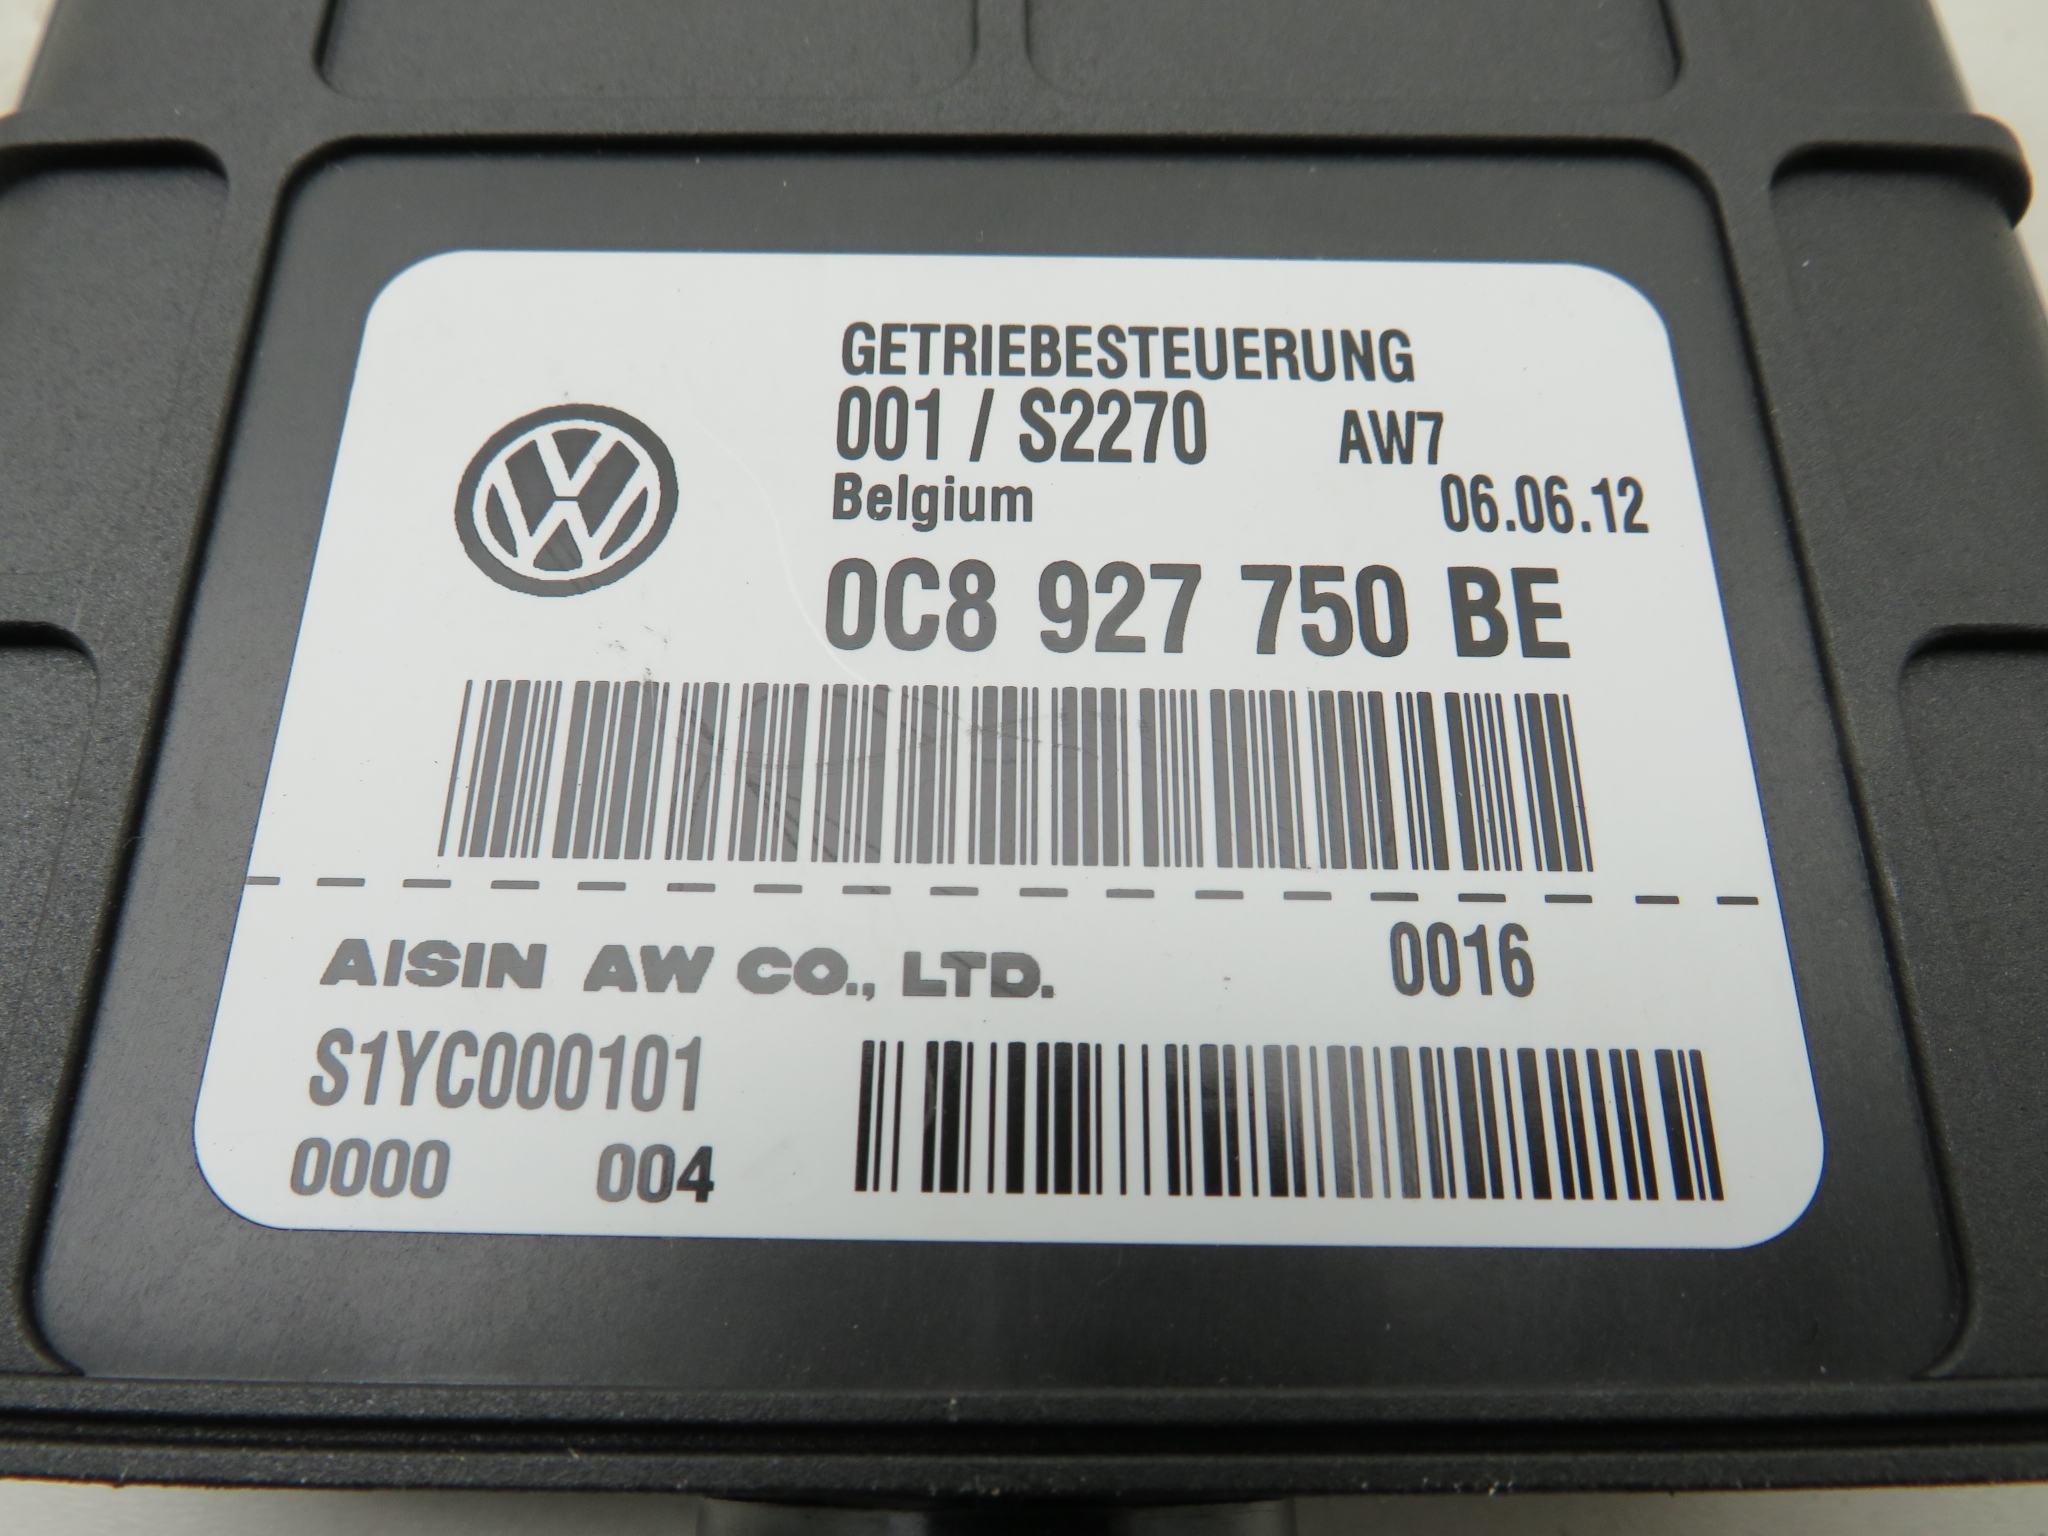 GETRIEBESTEUERUNG
001 / S2270 AW7
Belgium 06.06.12
0C8 927 750 BE
AISIN AW CO., LTD. 0016
S1YC000101
0000 004